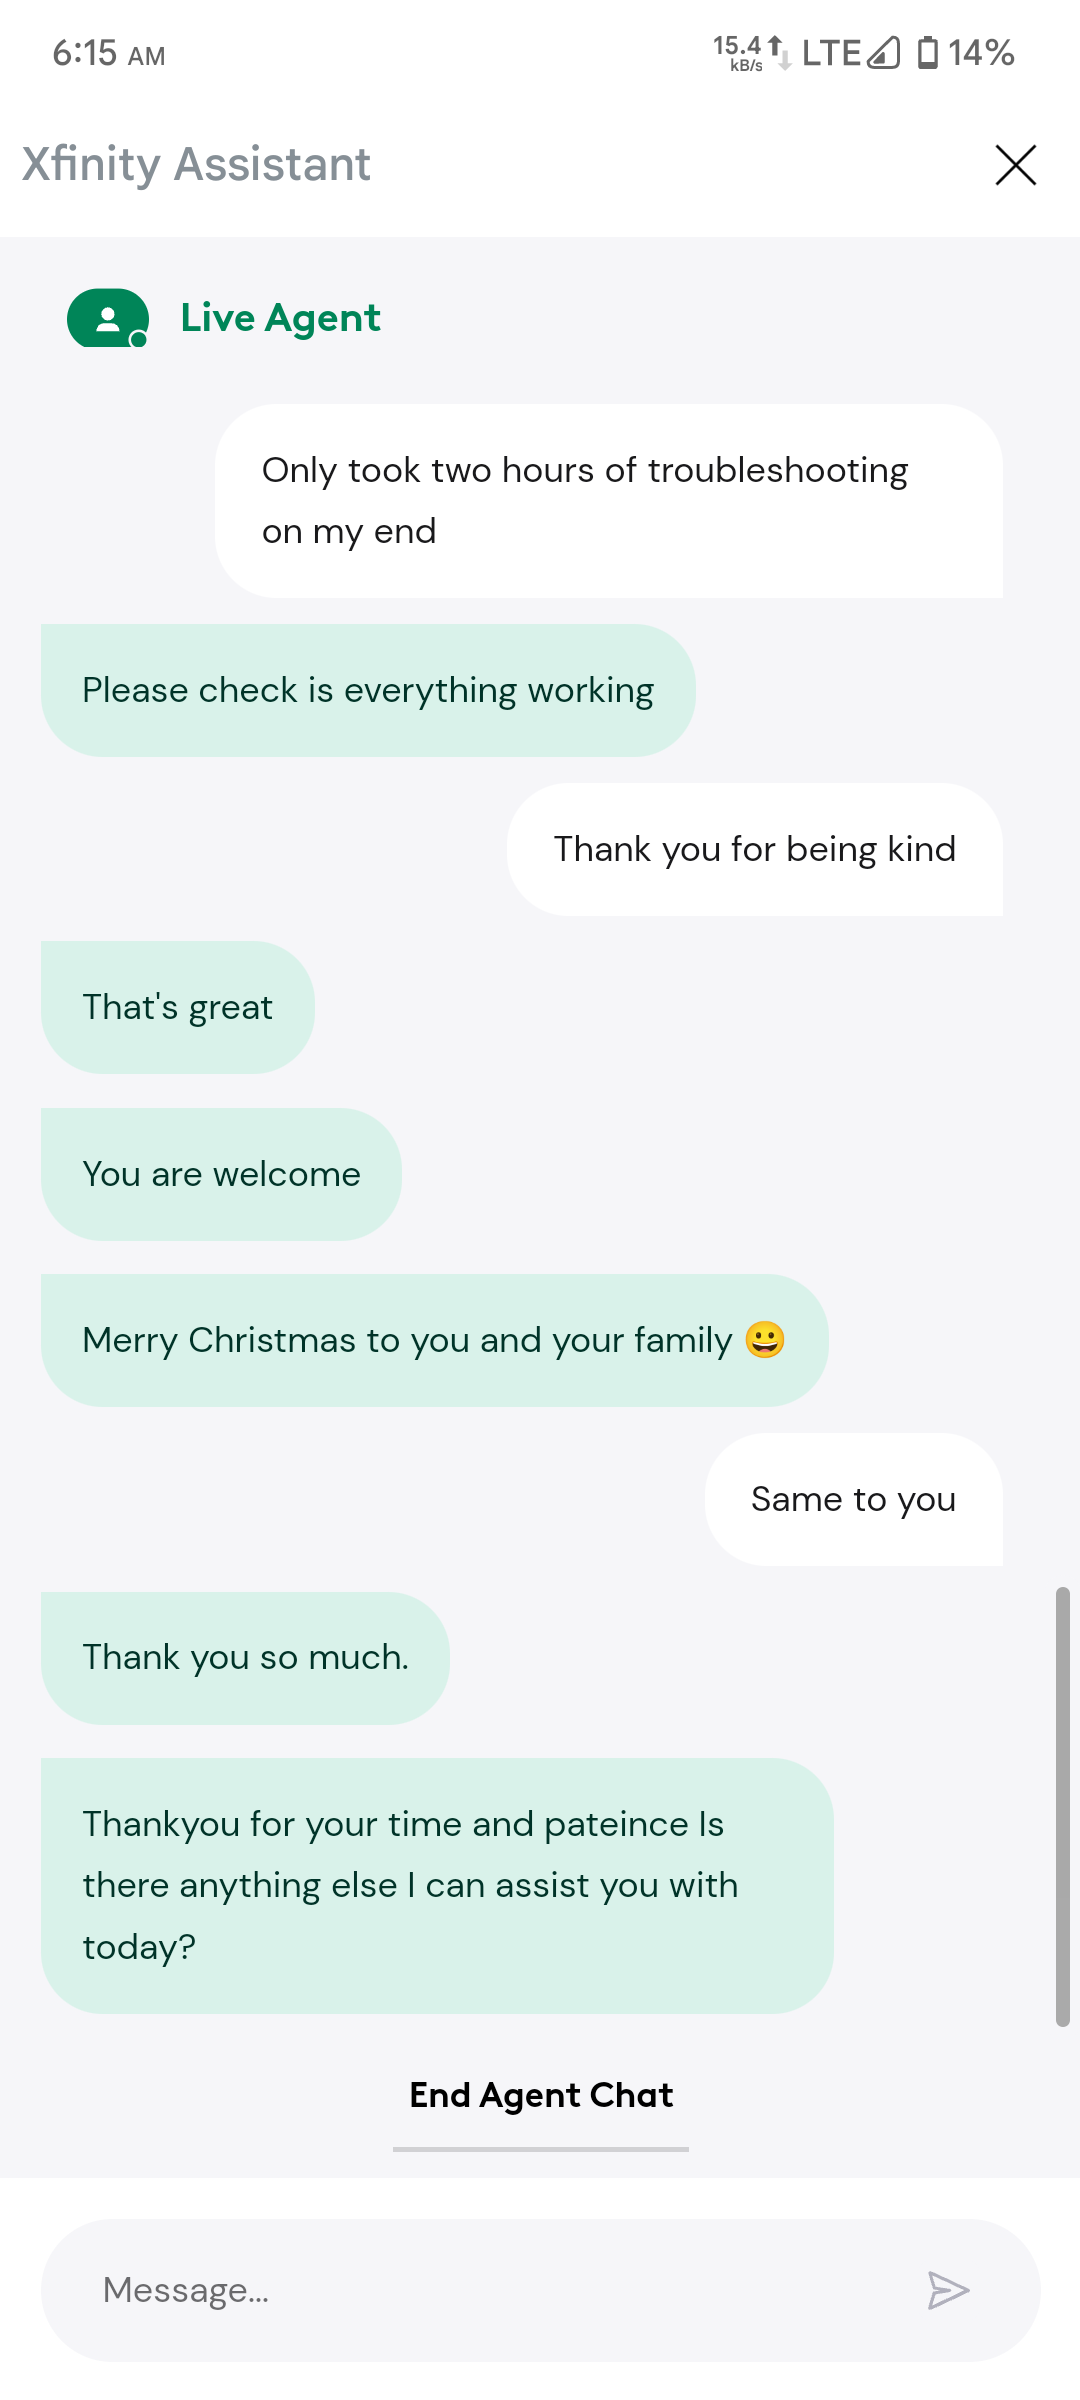 6:15 AM
15.4 kB/s LTE 14%
Xfinity Assistant
Live Agent
Only took two hours of troubleshooting
on my end
Please check is everything working
Thank you for being kind
That's great
You are welcome
Merry Christmas to you and your family 😀
Same to you
Thank you so much.
Thankyou for your time and pateince Is
there anything else I can assist you with
today?
End Agent Chat
Message...